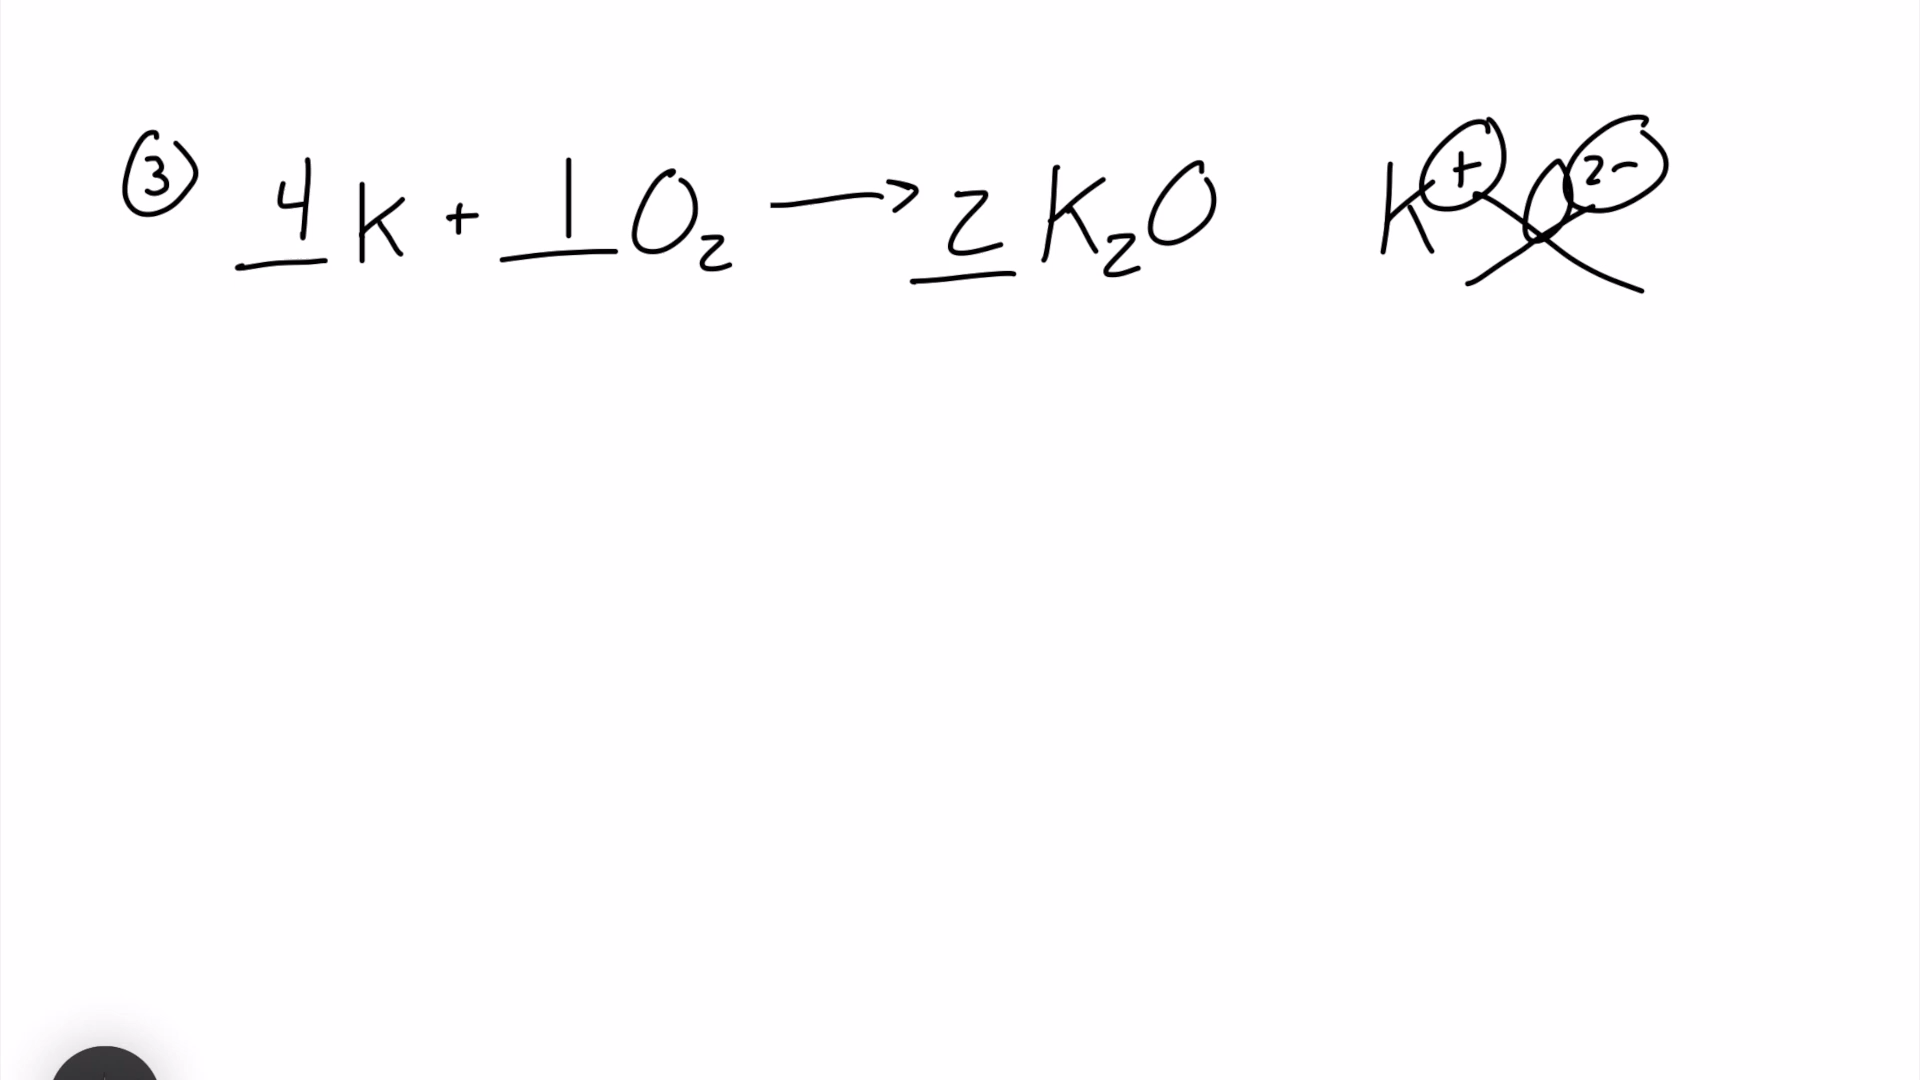 ③ 4 K + 1 O₂ → 2 K₂O K⁺ O²⁻